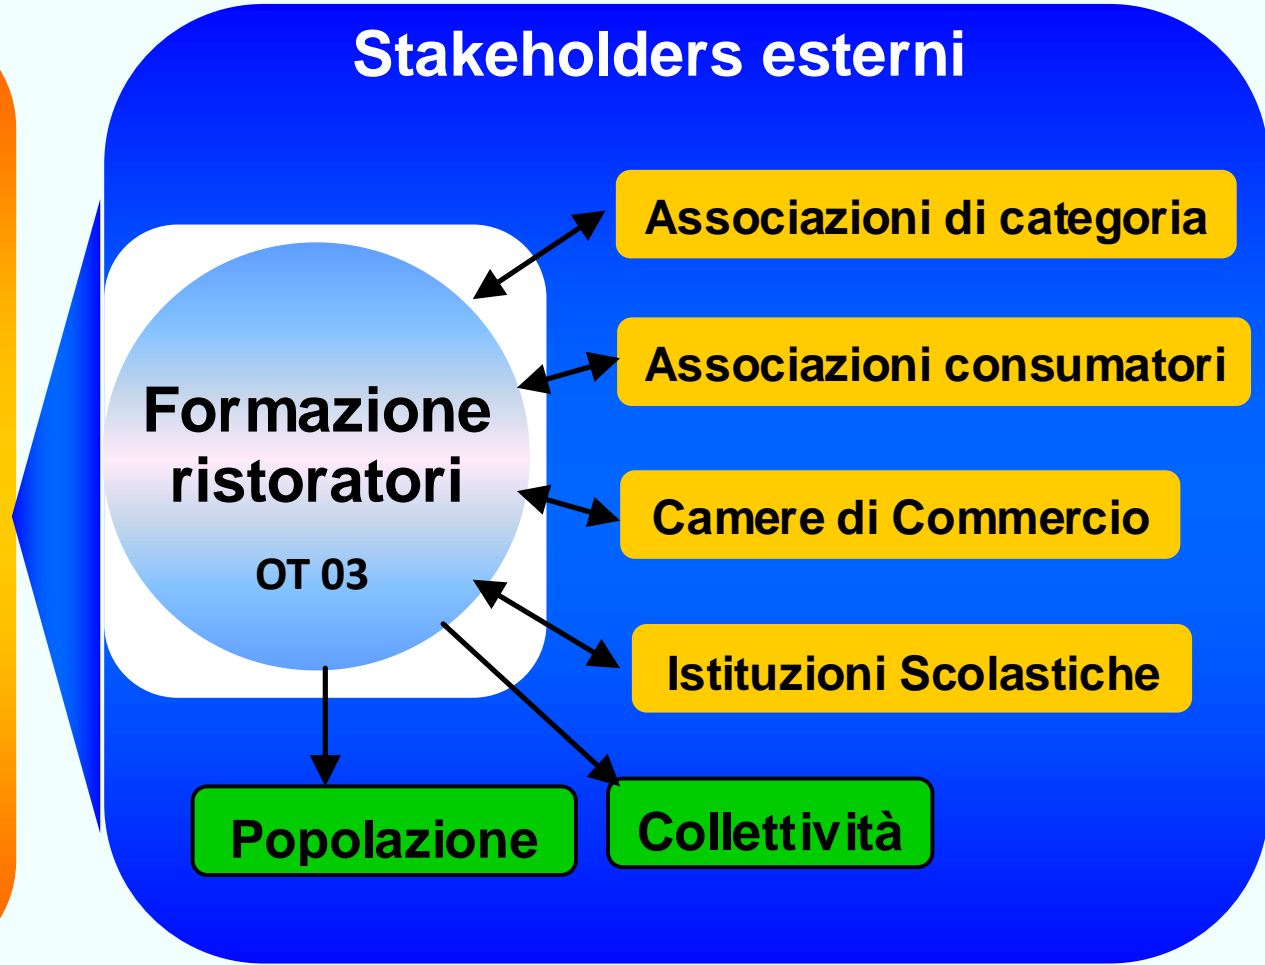 Stakeholders esterni
Associazioni di categoria
Associazioni consumatori
Formazione
ristoratori
OT 03
Camere di Commercio
Istituzioni Scolastiche
Popolazione
Collettività